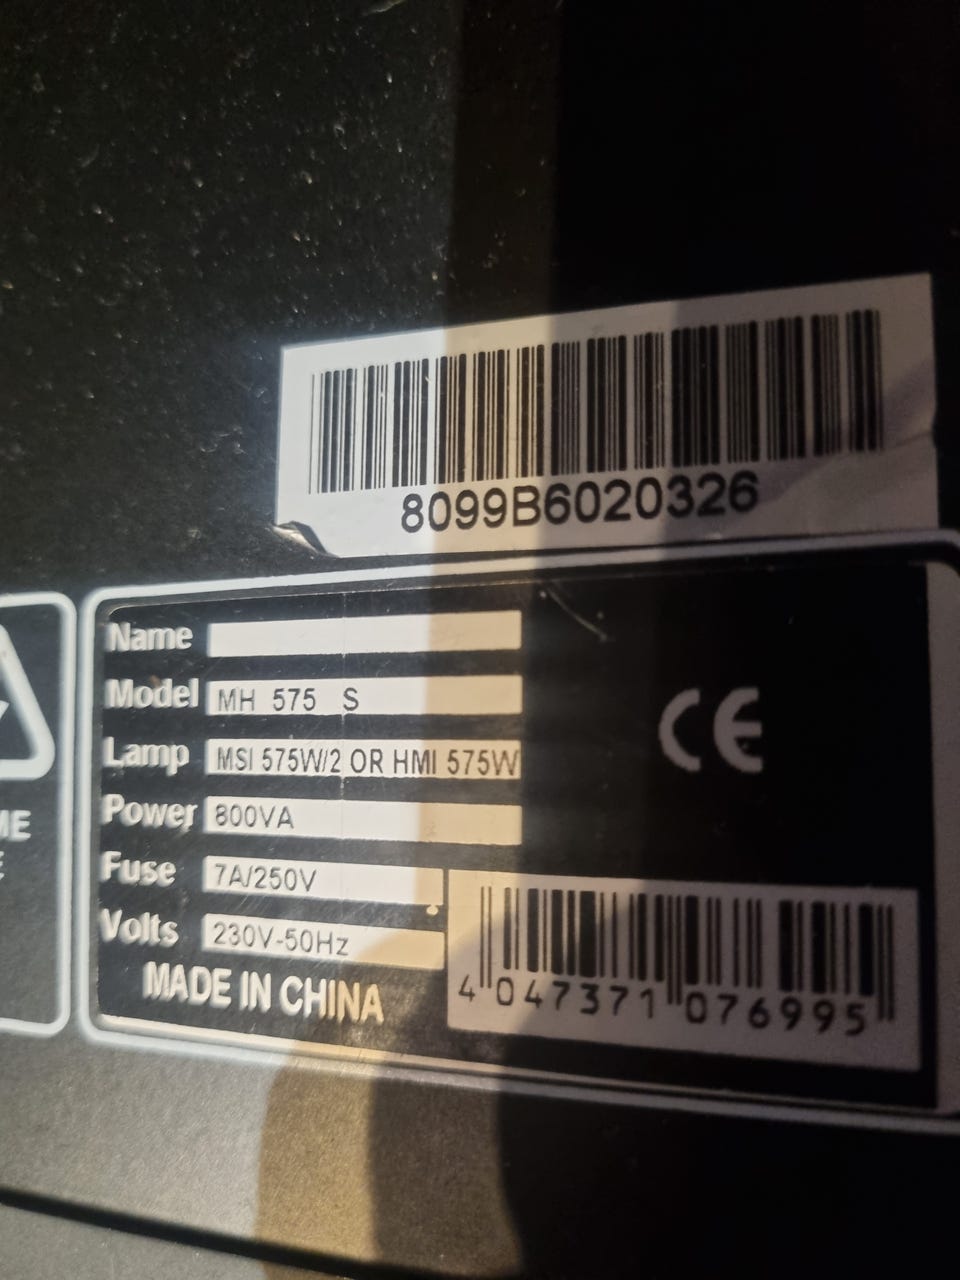 8099B6020326
Name
Model MH 575 S
Lamp MSI 575W/2 OR HMI 575W
Power 800VA
Fuse 7A/250V
Volts 230V-50Hz
MADE IN CHINA
CE
4 047371 076995